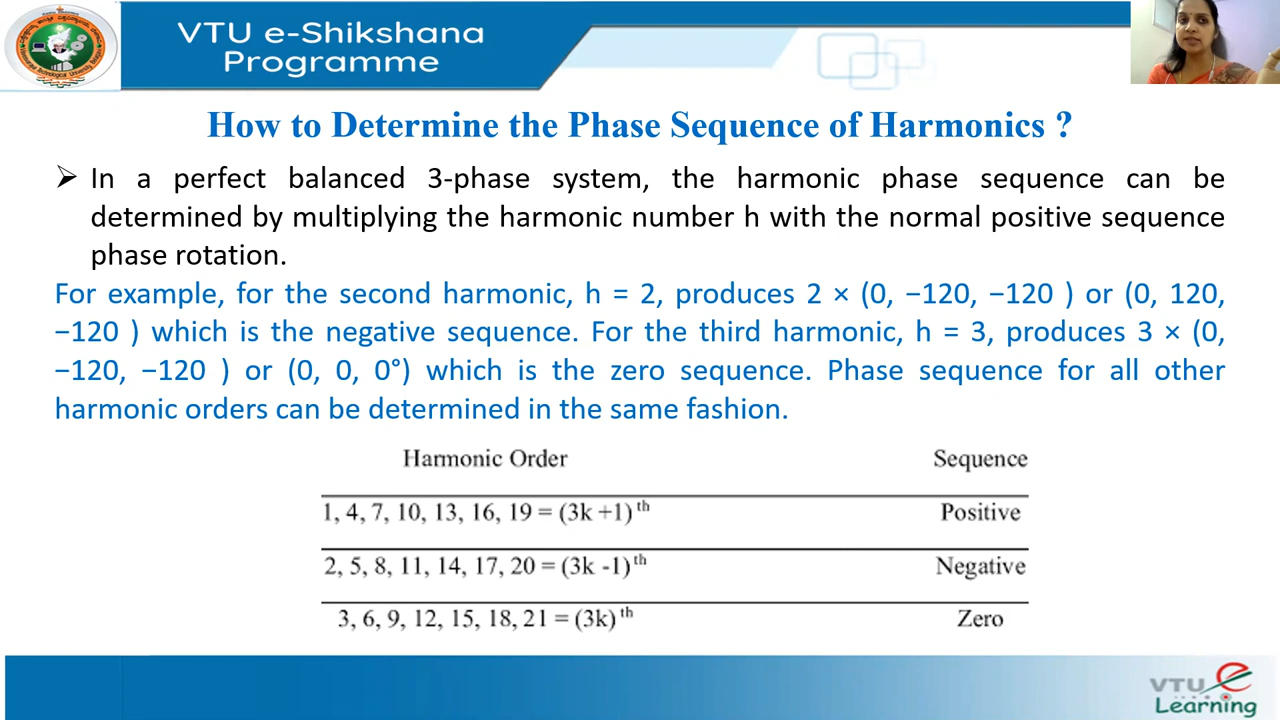 VTU e-Shikshana
Programme
How to Determine the Phase Sequence of Harmonics ?
➢ In a perfect balanced 3-phase system, the harmonic phase sequence can be
determined by multiplying the harmonic number h with the normal positive sequence
phase rotation.
For example, for the second harmonic, h = 2, produces 2 × (0, −120, −120 ) or (0, 120,
−120 ) which is the negative sequence. For the third harmonic, h = 3, produces 3 × (0,
−120, −120 ) or (0, 0, 0°) which is the zero sequence. Phase sequence for all other
harmonic orders can be determined in the same fashion.
Harmonic Order Sequence
1, 4, 7, 10, 13, 16, 19 = (3k +1)th Positive
2, 5, 8, 11, 14, 17, 20 = (3k -1)th Negative
3, 6, 9, 12, 15, 18, 21 = (3k)th Zero
VTU e
Learning